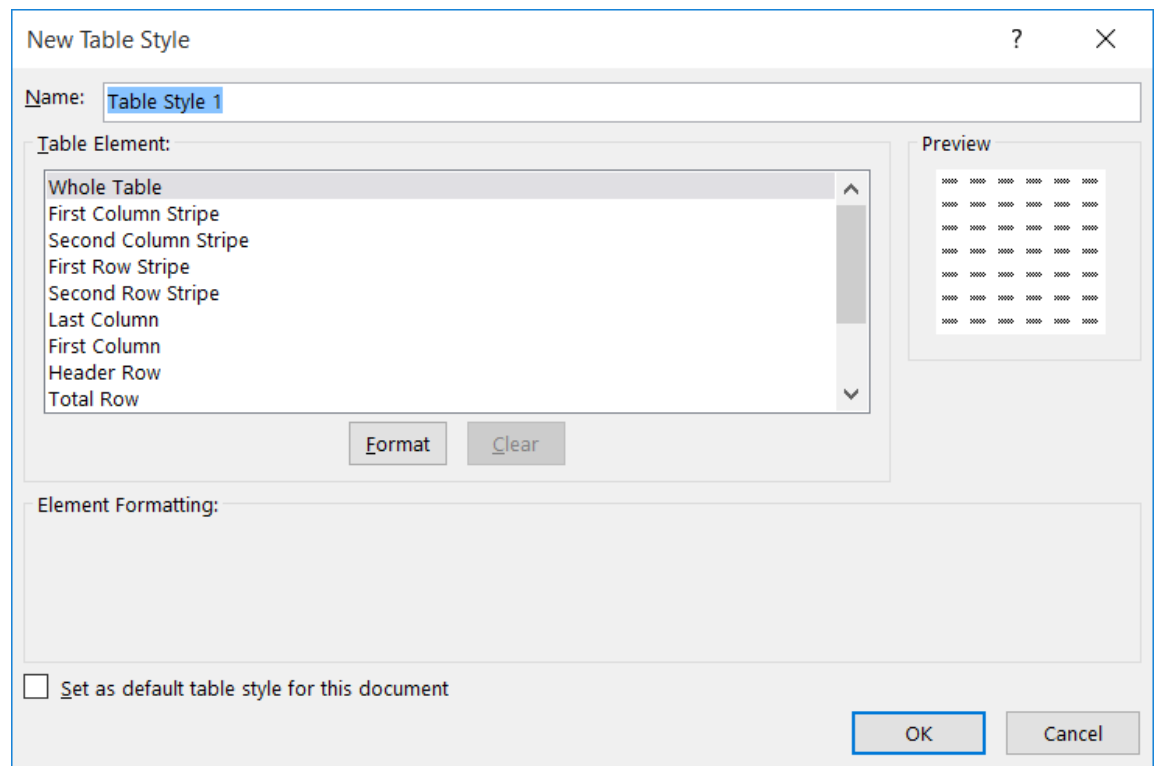 New Table Style
?
Name: Table Style 1
Table Element:
Preview
Whole Table
First Column Stripe
Second Column Stripe
First Row Stripe
Second Row Stripe
Last Column
First Column
Header Row
Total Row
Format Clear
Element Formatting:
Set as default table style for this document
OK Cancel